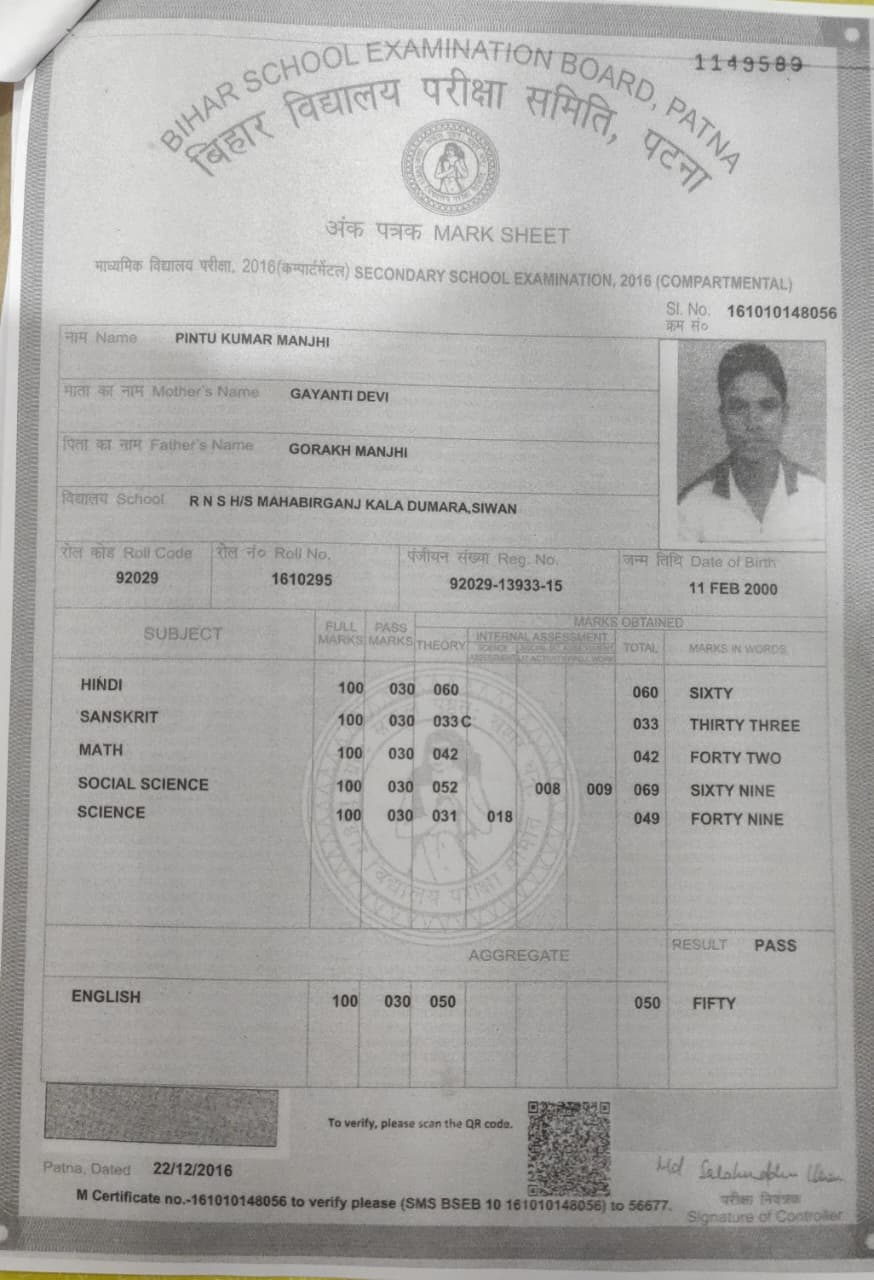 1149589
BIHAR SCHOOL EXAMINATION BOARD, PATNA
बिहार विद्यालय परीक्षा समिति, पटना
अंक पत्रक MARK SHEET
माध्यमिक विद्यालय परीक्षा, 2016(कम्पार्टमेंटल) SECONDARY SCHOOL EXAMINATION, 2016 (COMPARTMENTAL)
Sl. No. 161010148056
क्रम सं०
नाम Name PINTU KUMAR MANJHI
माता का नाम Mother's Name GAYANTI DEVI
पिता का नाम Father's Name GORAKH MANJHI
विद्यालय School R N S H/S MAHABIRGANJ KALA DUMARA,SIWAN
रोल कोड Roll Code रोल नं० Roll No. पंजीयन संख्या Reg. No. जन्म तिथि Date of Birth
92029 1610295 92029-13933-15 11 FEB 2000
SUBJECT FULL MARKS PASS MARKS MARKS OBTAINED
THEORY INTERNAL ASSESSMENT TOTAL MARKS IN WORDS
HINDI 100 030 060 060 SIXTY
SANSKRIT 100 030 033 C 033 THIRTY THREE
MATH 100 030 042 042 FORTY TWO
SOCIAL SCIENCE 100 030 052 008 009 069 SIXTY NINE
SCIENCE 100 030 031 018 049 FORTY NINE
AGGREGATE RESULT PASS
ENGLISH 100 030 050 050 FIFTY
To verify, please scan the QR code.
Patna, Dated 22/12/2016
परीक्षा नियंत्रक
Signature of Controller
M Certificate no.-161010148056 to verify please (SMS BSEB 10 161010148056) to 56677.